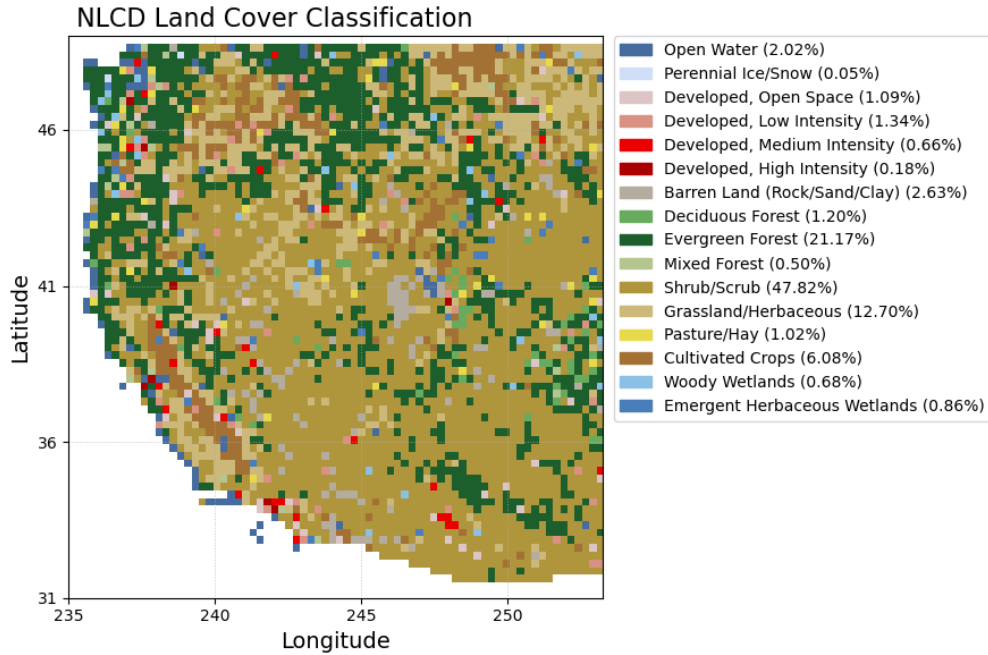 NLCD Land Cover Classification
Open Water (2.02%)
Perennial Ice/Snow (0.05%)
Developed, Open Space (1.09%)
Developed, Low Intensity (1.34%)
Developed, Medium Intensity (0.66%)
Developed, High Intensity (0.18%)
Barren Land (Rock/Sand/Clay) (2.63%)
Deciduous Forest (1.20%)
Evergreen Forest (21.17%)
Mixed Forest (0.50%)
Shrub/Scrub (47.82%)
Grassland/Herbaceous (12.70%)
Pasture/Hay (1.02%)
Cultivated Crops (6.08%)
Woody Wetlands (0.68%)
Emergent Herbaceous Wetlands (0.86%)
Latitude
46
41
36
31
235
240
245
250
Longitude